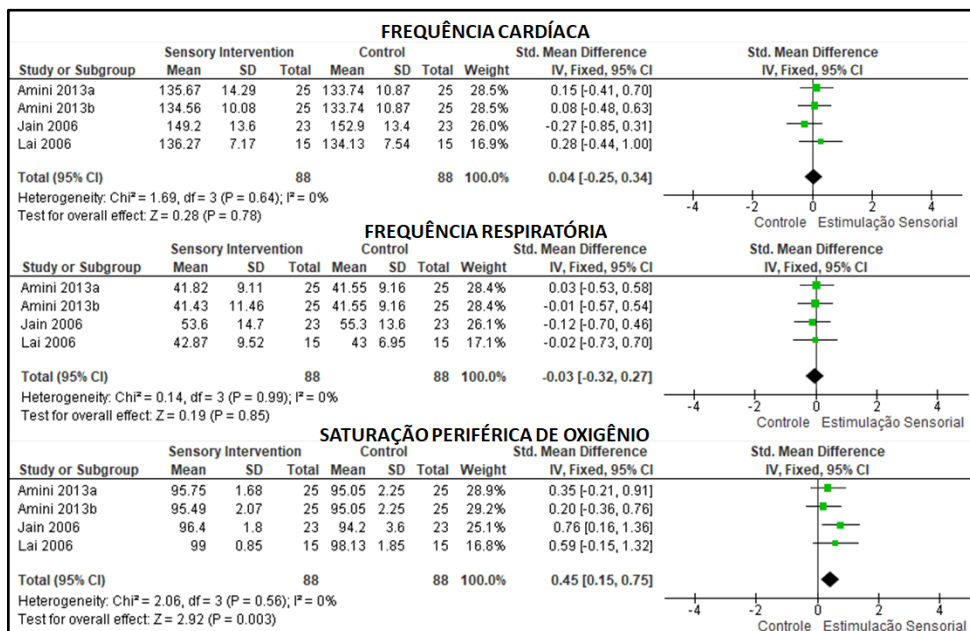 FREQUÊNCIA CARDÍACA
Sensory Intervention Control Std. Mean Difference Std. Mean Difference
Study or Subgroup Mean SD Total Mean SD Total Weight IV, Fixed, 95% CI IV, Fixed, 95% CI
Amini 2013a 135.67 14.29 25 133.74 10.87 25 28.5% 0.15 [-0.41, 0.70]
Amini 2013b 134.56 10.08 25 133.74 10.87 25 28.5% 0.08 [-0.48, 0.63]
Jain 2006 149.2 13.6 23 152.9 13.4 23 26.0% -0.27 [-0.85, 0.31]
Lai 2006 136.27 7.17 15 134.13 7.54 15 16.9% 0.28 [-0.44, 1.00]
Total (95% CI) 88 88 100.0% 0.04 [-0.25, 0.34]
Heterogeneity: Chi² = 1.69, df = 3 (P = 0.64); I² = 0%
Test for overall effect: Z = 0.28 (P = 0.78)
-4 -2 0 2 4
Controle Estimulação Sensorial
FREQUÊNCIA RESPIRATÓRIA
Sensory Intervention Control Std. Mean Difference Std. Mean Difference
Study or Subgroup Mean SD Total Mean SD Total Weight IV, Fixed, 95% CI IV, Fixed, 95% CI
Amini 2013a 41.82 9.11 25 41.55 9.16 25 28.4% 0.03 [-0.53, 0.58]
Amini 2013b 41.43 11.46 25 41.55 9.16 25 28.4% -0.01 [-0.57, 0.54]
Jain 2006 53.6 14.7 23 55.3 13.6 23 26.1% -0.12 [-0.70, 0.46]
Lai 2006 42.87 9.52 15 43 6.95 15 17.1% -0.02 [-0.73, 0.70]
Total (95% CI) 88 88 100.0% -0.03 [-0.32, 0.27]
Heterogeneity: Chi² = 0.14, df = 3 (P = 0.99); I² = 0%
Test for overall effect: Z = 0.19 (P = 0.85)
-4 -2 0 2 4
Controle Estimulação Sensorial
SATURAÇÃO PERIFÉRICA DE OXIGÊNIO
Sensory Intervention Control Std. Mean Difference Std. Mean Difference
Study or Subgroup Mean SD Total Mean SD Total Weight IV, Fixed, 95% CI IV, Fixed, 95% CI
Amini 2013a 95.75 1.68 25 95.05 2.25 25 28.9% 0.35 [-0.21, 0.91]
Amini 2013b 95.49 2.07 25 95.05 2.25 25 29.2% 0.20 [-0.36, 0.76]
Jain 2006 96.4 1.8 23 94.2 3.6 23 25.1% 0.76 [0.16, 1.36]
Lai 2006 99 0.85 15 98.13 1.85 15 16.8% 0.59 [-0.15, 1.32]
Total (95% CI) 88 88 100.0% 0.45 [0.15, 0.75]
Heterogeneity: Chi² = 2.06, df = 3 (P = 0.56); I² = 0%
Test for overall effect: Z = 2.92 (P = 0.003)
-4 -2 0 2 4
Controle Estimulação Sensorial